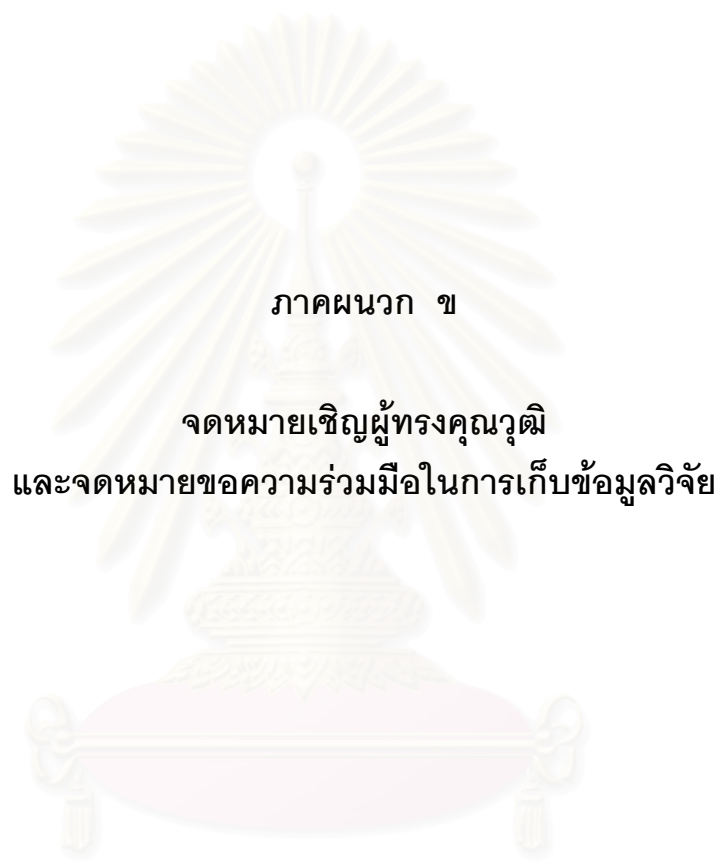 ภาคผนวก ข
จดหมายเชิญผู้ทรงคุณวุฒิ
และจดหมายขอความร่วมมือในการเก็บข้อมูลวิจัย